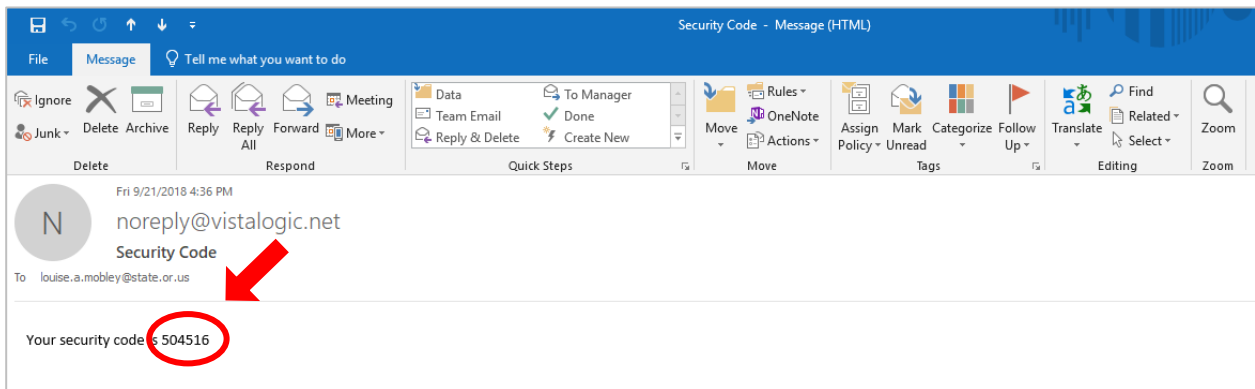 Security Code - Message (HTML)
File Message Tell me what you want to do
Ignore
Junk
Delete
Archive
Reply
Reply All
Forward
Meeting
More
Data
Team Email
Reply & Delete
To Manager
Done
Create New
Move
Rules
OneNote
Actions
Assign Policy
Mark Unread
Categorize
Follow Up
あ
a
Translate
Find
Related
Select
Zoom
Delete Respond Quick Steps Move Tags Editing Zoom
Fri 9/21/2018 4:36 PM
N
noreply@vistalogic.net
Security Code
To louise.a.mobley@state.or.us
Your security code is 504516